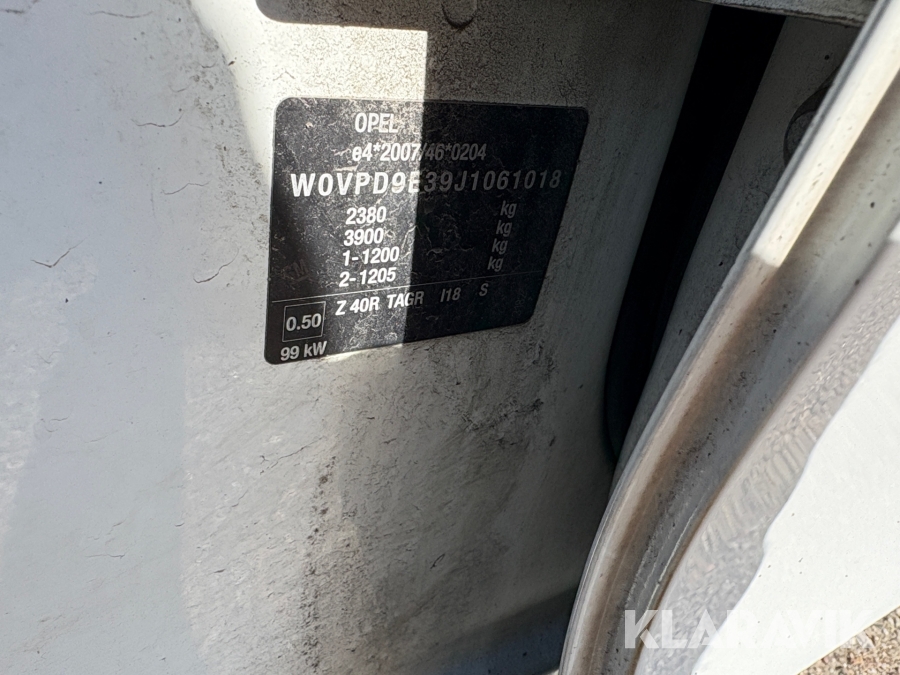 OPEL
e4*2007/46*0204
W0VPD9E39J1061018
2380 kg
3900 kg
1-1200 kg
2-1205 kg
0.50 Z 40R TAGR I18 S
99 kW
KLARAVIK